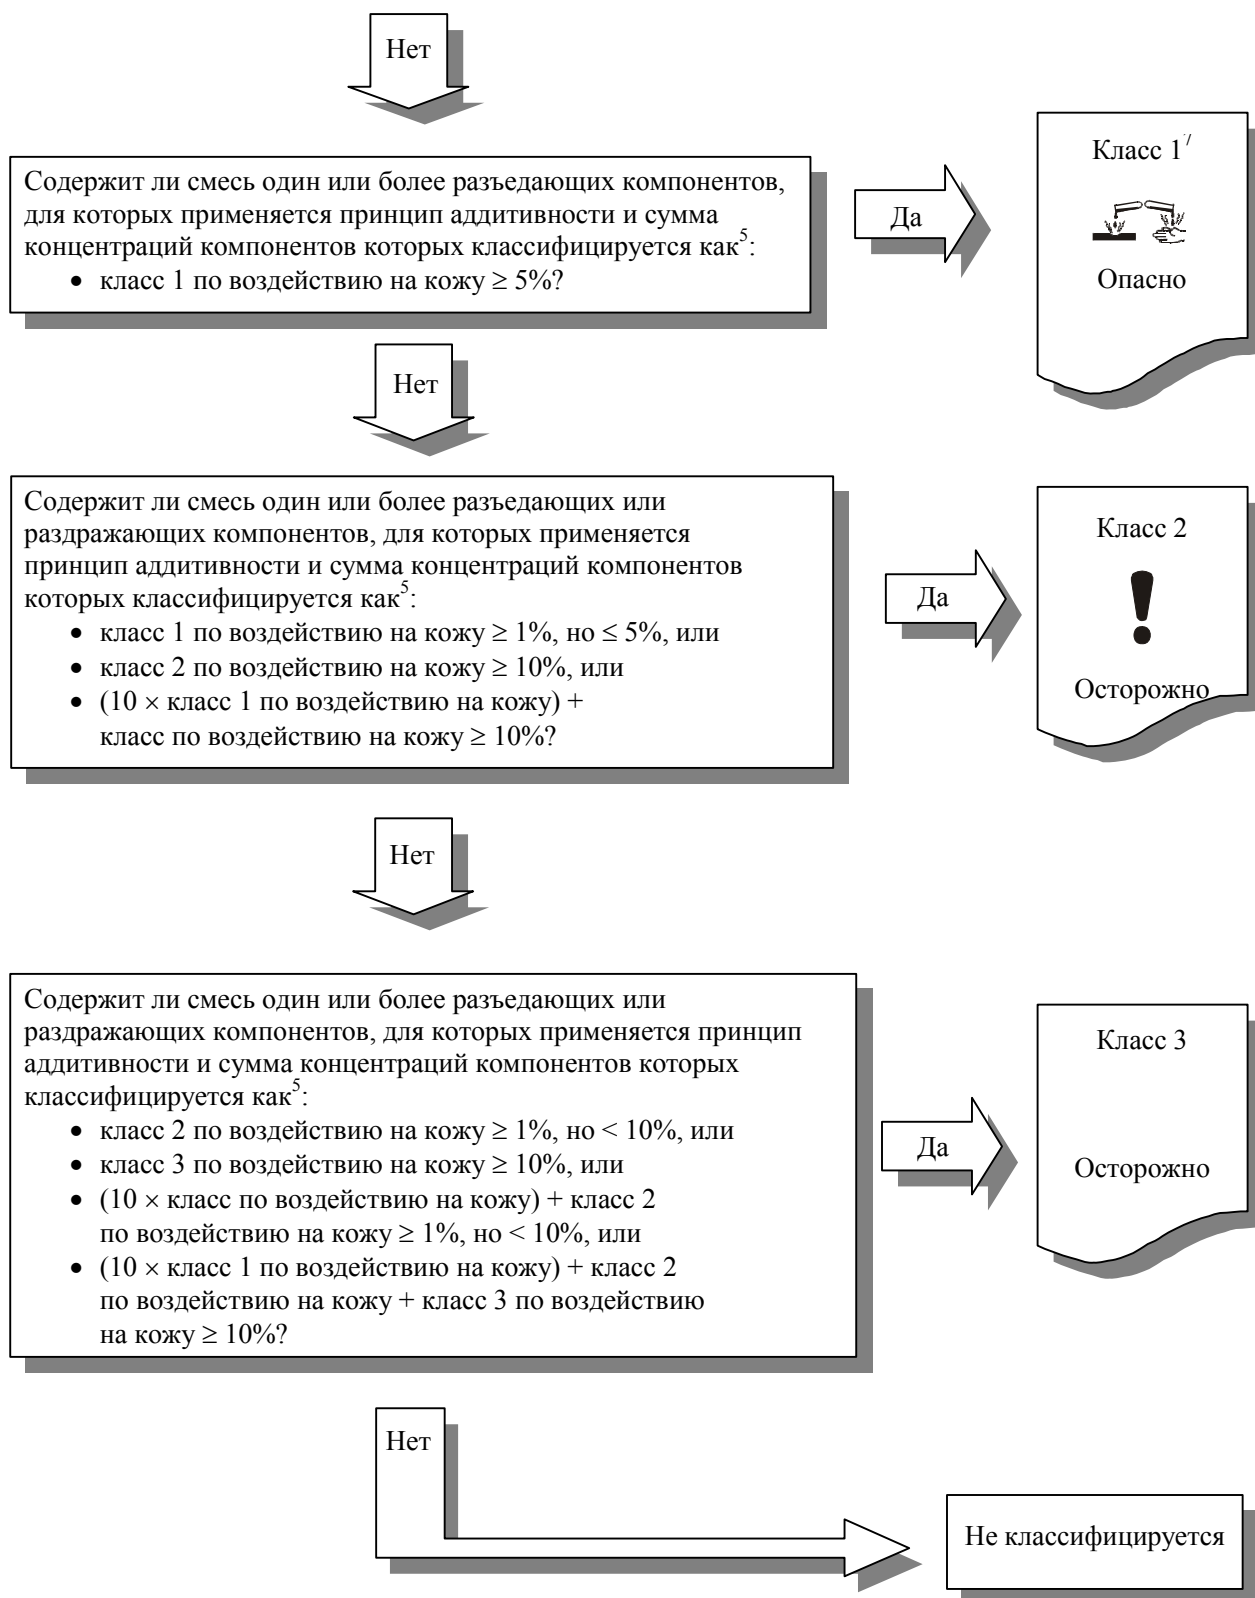 Нет
Содержит ли смесь один или более разъедающих компонентов,
для которых применяется принцип аддитивности и сумма
концентраций компонентов которых классифицируется как⁵:
• класс 1 по воздействию на кожу ≥ 5%?
Да
Класс 1⁷
Опасно
Нет
Содержит ли смесь один или более разъедающих или
раздражающих компонентов, для которых применяется
принцип аддитивности и сумма концентраций компонентов
которых классифицируется как⁵:
• класс 1 по воздействию на кожу ≥ 1%, но ≤ 5%, или
• класс 2 по воздействию на кожу ≥ 10%, или
• (10 × класс 1 по воздействию на кожу) +
класс по воздействию на кожу ≥ 10%?
Да
Класс 2
Осторожно
Нет
Содержит ли смесь один или более разъедающих или
раздражающих компонентов, для которых применяется принцип
аддитивности и сумма концентраций компонентов которых
классифицируется как⁵:
• класс 2 по воздействию на кожу ≥ 1%, но < 10%, или
• класс 3 по воздействию на кожу ≥ 10%, или
• (10 × класс по воздействию на кожу) + класс 2
по воздействию на кожу ≥ 1%, но < 10%, или
• (10 × класс 1 по воздействию на кожу) + класс 2
по воздействию на кожу + класс 3 по воздействию
на кожу ≥ 10%?
Да
Класс 3
Осторожно
Нет
Не классифицируется